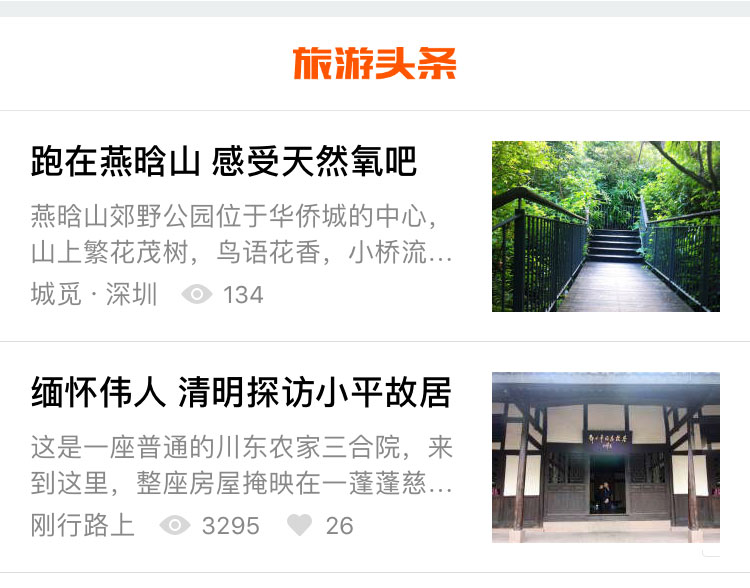 旅游头条
跑在燕晗山 感受天然氧吧
燕晗山郊野公园位于华侨城的中心，
山上繁花茂树，鸟语花香，小桥流...
城觅 · 深圳 134
缅怀伟人 清明探访小平故居
这是一座普通的川东农家三合院，来
到这里，整座房屋掩映在一蓬蓬慈...
刚行路上 3295 26